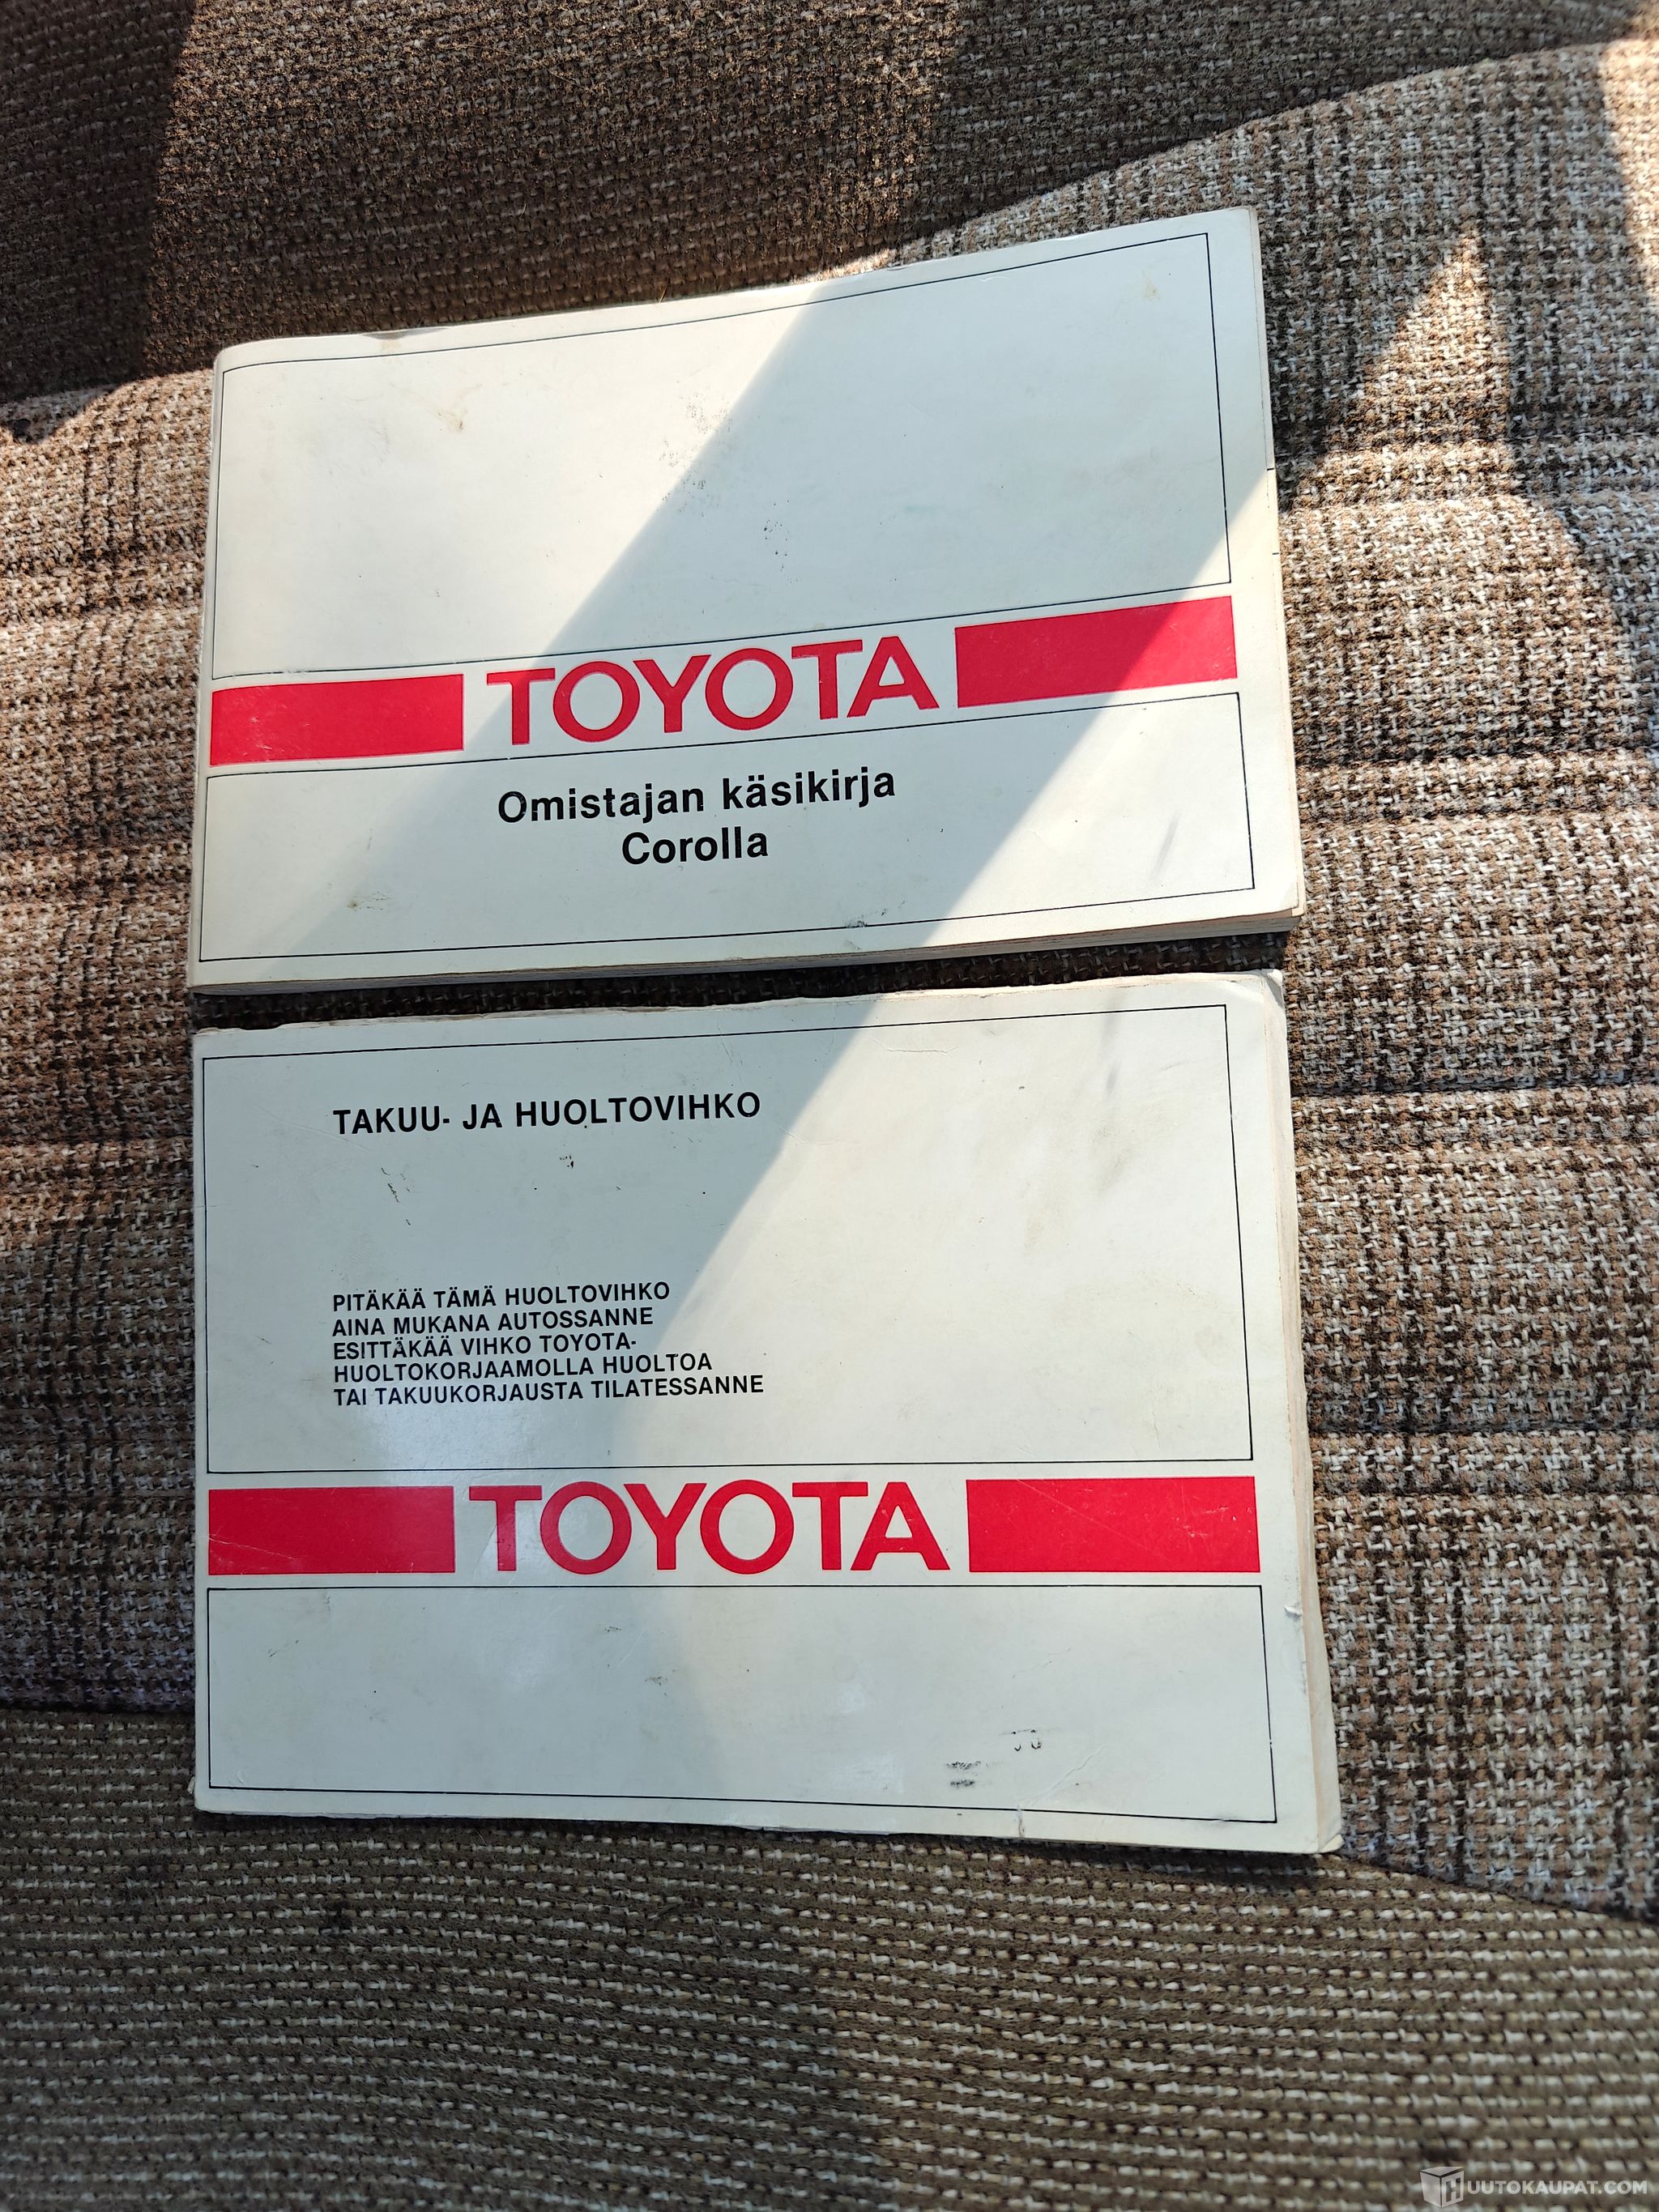 TOYOTA
Omistajan käsikirja
Corolla
TAKUU- JA HUOLTOVIHKO
PITÄKÄÄ TÄMÄ HUOLTOVIHKO
AINA MUKANA AUTOSSANNE
ESITTÄKÄÄ VIHKO TOYOTA-
HUOLTOKORJAAMOLLA HUOLTOA
TAI TAKUUKORJAUSTA TILATESSANNE
TOYOTA
HUUTOKAUPAT.COM